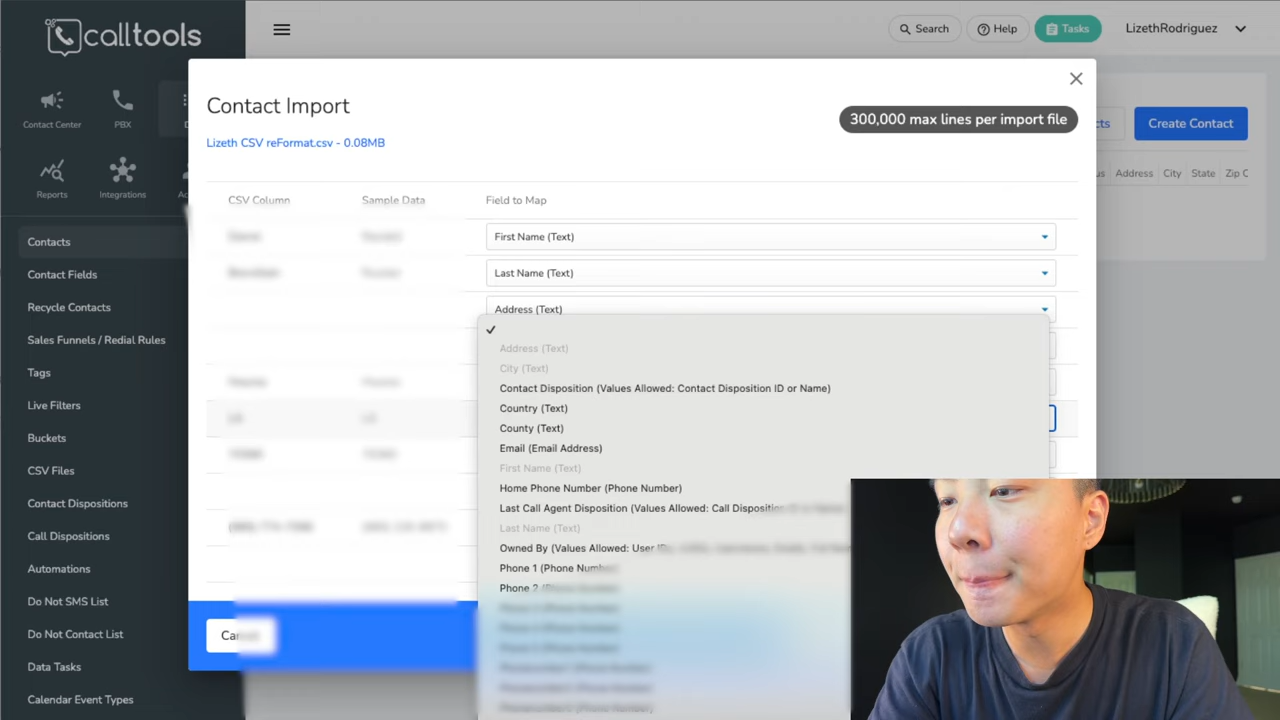 calltools
Search
Help
Tasks
LizethRodriguez
Contact Center
PBX
Reports
Integrations
Contacts
Contact Fields
Recycle Contacts
Sales Funnels / Redial Rules
Tags
Live Filters
Buckets
CSV Files
Contact Dispositions
Call Dispositions
Automations
Do Not SMS List
Do Not Contact List
Data Tasks
Calendar Event Types
Contact Import
300,000 max lines per import file
Lizeth CSV reFormat.csv - 0.08MB
CSV Column Sample Data Field to Map
First Name (Text)
Last Name (Text)
Address (Text)
✓
Address (Text)
City (Text)
Contact Disposition (Values Allowed: Contact Disposition ID or Name)
Country (Text)
County (Text)
Email (Email Address)
First Name (Text)
Home Phone Number (Phone Number)
Last Call Agent Disposition (Values Allowed: Call Disposition
Last Name (Text)
Owned By (Values Allowed: User
Phone 1 (Phone Number)
Phone 2
Create Contact
Address City State Zip C